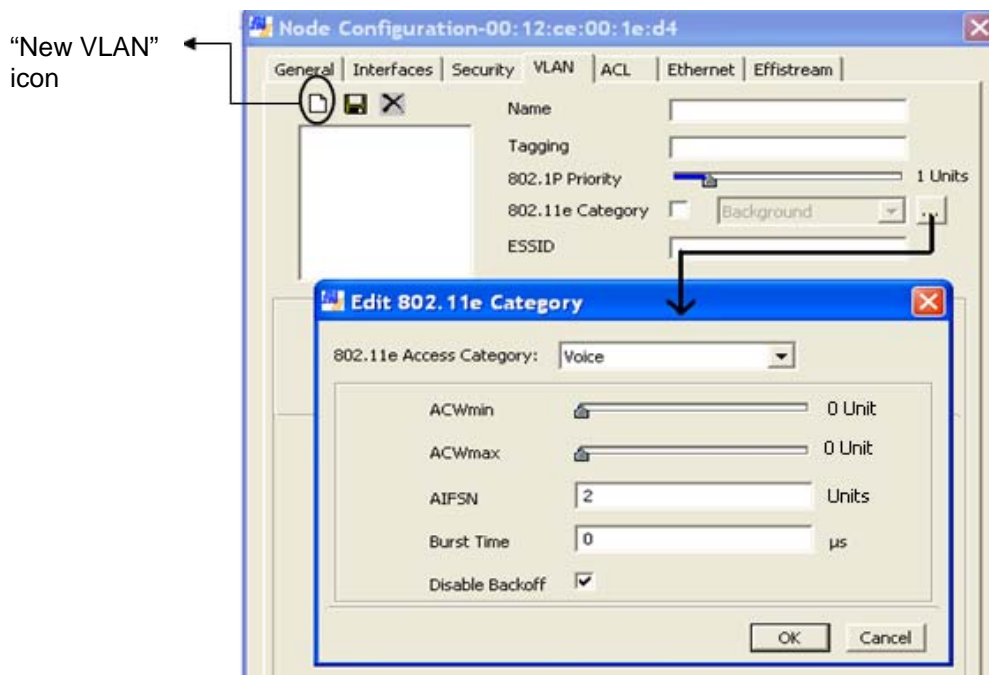 “New VLAN”
icon
Node Configuration-00:12:ce:00:1e:d4
General Interfaces Security VLAN ACL Ethernet Effistream
Name
Tagging
802.1P Priority 1 Units
802.11e Category Background ...
ESSID
Edit 802.11e Category
802.11e Access Category: Voice
ACWmin 0 Unit
ACWmax 0 Unit
AIFSN 2 Units
Burst Time 0 µs
Disable Backoff
OK Cancel